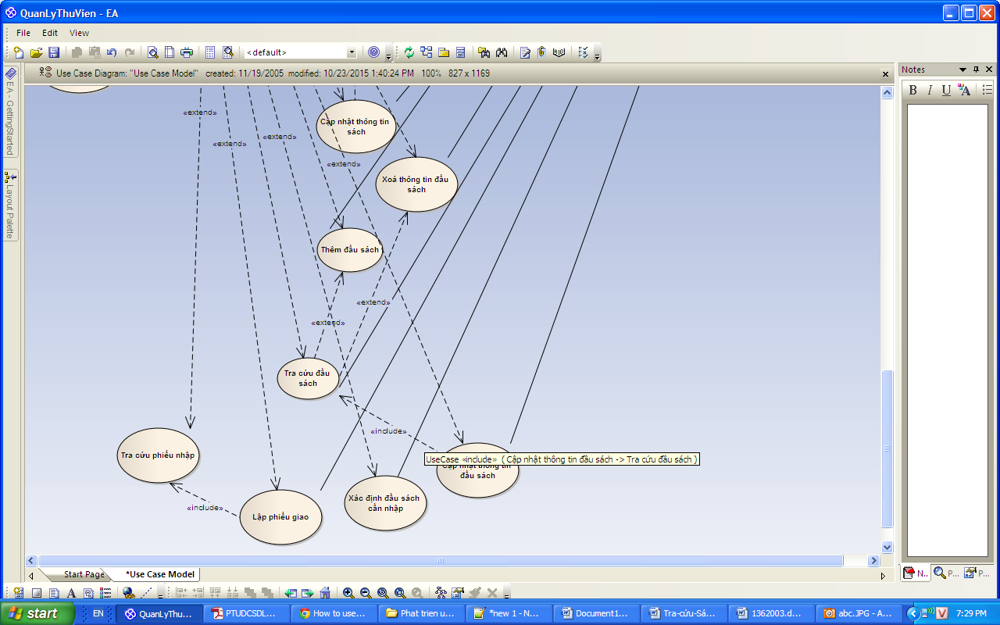 QuanLyThuVien - EA
File Edit View
<default>
Use Case Diagram: "Use Case Model" created: 11/19/2005 modified: 10/23/2015 1:40:24 PM 100% 827 x 1169
Notes
B I U A
EA - GettingStarted
Layout Palette
«extend»
Cập nhật thông tin
sách
«extend»
«extend»
«extend»
Xoá thông tin đầu
sách
Thêm đầu sách
«extend»
«extend»
Tra cứu đầu
sách
«include»
UseCase «include» ( Cập nhật thông tin đầu sách -> Tra cứu đầu sách )
Cập nhật thông tin
đầu sách
Tra cứu phiếu nhập
«include»
Lập phiếu giao
Xác định đầu sách
cần nhập
Start Page
*Use Case Model
N..
P...
P...
start
EN
QuanLyThu...
PTUDCSDL...
How to use...
Phat trien u...
*new 1 - N...
Document1...
Tra-cứu-Sá...
1362003.d...
abc.JPG - A...
V
7:29 PM